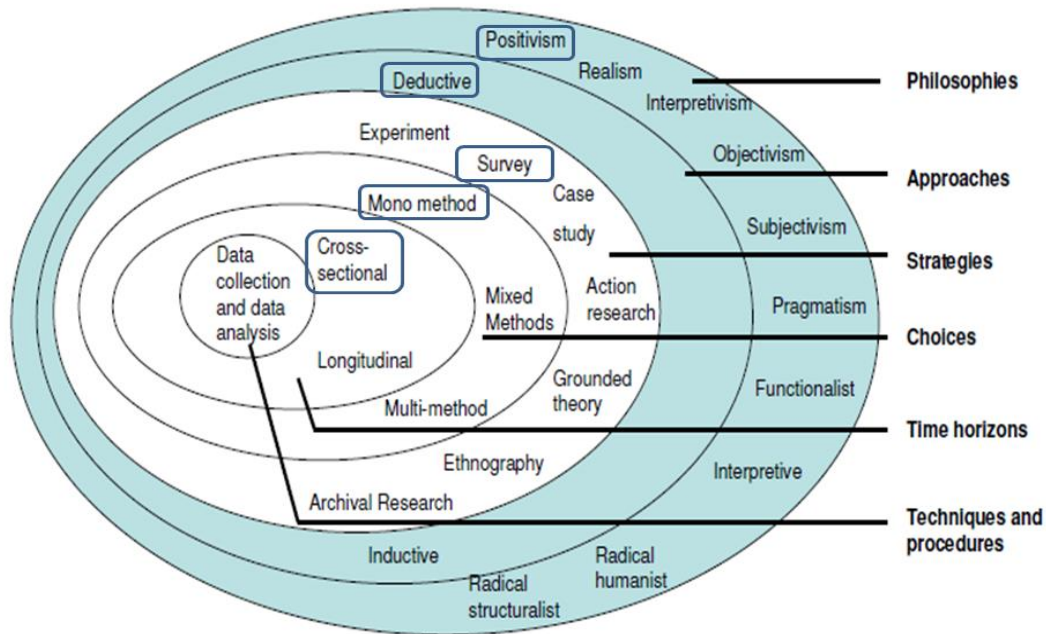 Positivism
Realism
Interpretivism
Objectivism
Subjectivism
Pragmatism
Functionalist
Interpretive
Radical
humanist
Radical
structuralist
Deductive
Inductive
Experiment
Survey
Case
study
Action
research
Grounded
theory
Ethnography
Archival Research
Mono method
Mixed
Methods
Multi-method
Cross-
sectional
Longitudinal
Data
collection
and data
analysis
Philosophies
Approaches
Strategies
Choices
Time horizons
Techniques and
procedures